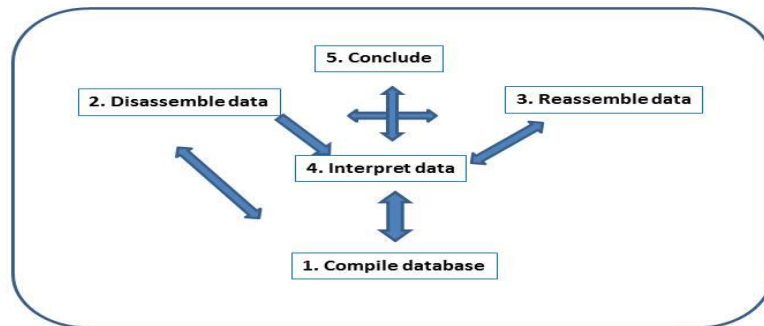 5. Conclude
2. Disassemble data
3. Reassemble data
4. Interpret data
1. Compile database